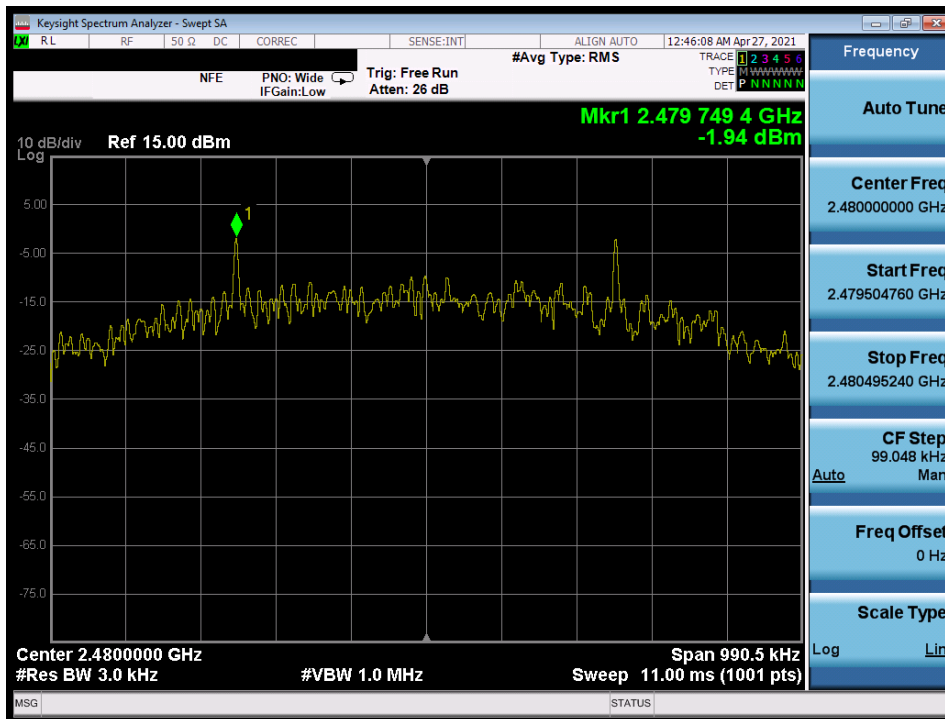 Keysight Spectrum Analyzer - Swept SA
LXI RL RF 50 Ω DC CORREC SENSE:INT ALIGN AUTO 12:46:08 AM Apr 27, 2021
NFE
PNO: Wide
IFGain:Low
Trig: Free Run
Atten: 26 dB
#Avg Type: RMS
TRACE 1 2 3 4 5 6
TYPE M WWWWW
DET P N N N N N
Mkr1 2.479 749 4 GHz
-1.94 dBm
10 dB/div Ref 15.00 dBm
Log
1
5.00
-5.00
-15.0
-25.0
-35.0
-45.0
-55.0
-65.0
-75.0
Center 2.4800000 GHz Span 990.5 kHz
#Res BW 3.0 kHz #VBW 1.0 MHz Sweep 11.00 ms (1001 pts)
MSG STATUS
Frequency
Auto Tune
Center Freq
2.480000000 GHz
Start Freq
2.479504760 GHz
Stop Freq
2.480495240 GHz
CF Step
99.048 kHz
Auto Man
Freq Offset
0 Hz
Scale Type
Log Lin